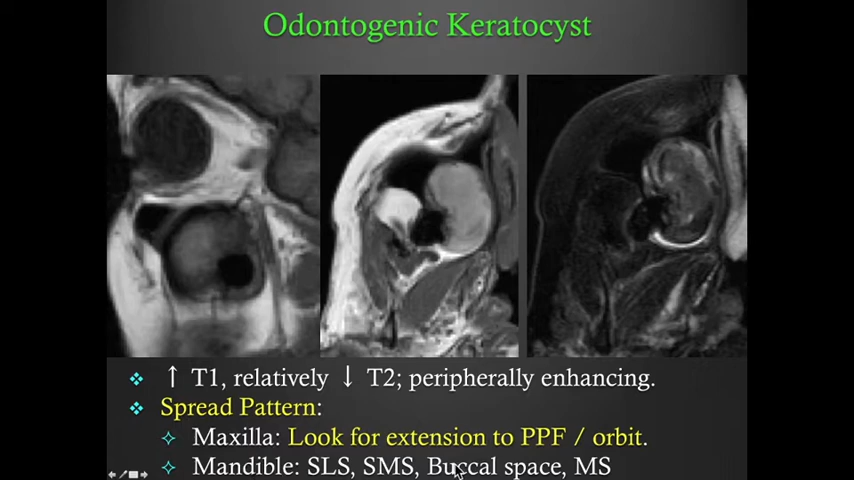 Odontogenic Keratocyst
↑ T1, relatively ↓ T2; peripherally enhancing.
Spread Pattern:
Maxilla: Look for extension to PPF / orbit.
Mandible: SLS, SMS, Buccal space, MS